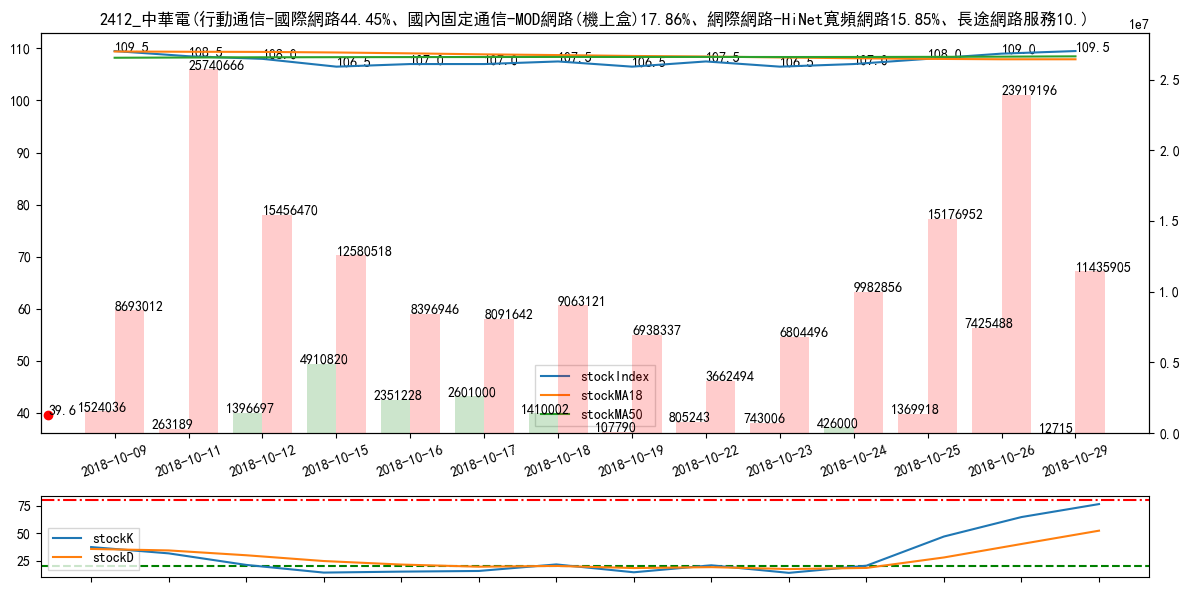 2412_中華電(行動通信-國際網路44.45%、國內固定通信-MOD網路(機上盒)17.86%、網際網路-HiNet寬頻網路15.85%、長途網路服務10.)
1e7
110
100
90
80
70
60
50
40
2.5
2.0
1.5
1.0
0.5
0.0
109.5 108.5 108.0 106.5 107.0 107.0 107.5 106.5 107.5 106.5 107.0 108.0 109.0 109.5
8693012 25740666 15456470 12580518 8396946 8091642 9063121 6938337 3662494 6804496 9982856 15176952 23919196 11435905
39.6
1524036 263189 1396697 4910820 2351228 2601000 1410002 107790 805243 743006 426000 1369918 7425488 12715
stockIndex
stockMA18
stockMA50
2018-10-09 2018-10-11 2018-10-12 2018-10-15 2018-10-16 2018-10-17 2018-10-18 2018-10-19 2018-10-22 2018-10-23 2018-10-24 2018-10-25 2018-10-26 2018-10-29
75
50
25
stockK
stockD